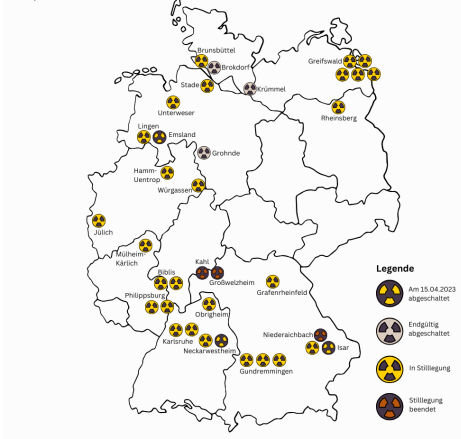 Brunsbüttel
Brokdorf
Greifswald
Stade
Krümmel
Unterweser
Rheinsberg
Lingen
Emsland
Grohnde
Hamm-
Uentrop
Würgassen
Jülich
Mülheim-
Kärlich
Kahl
Großwelzheim
Biblis
Grafenrheinfeld
Philippsburg
Obrigheim
Karlsruhe
Neckarwestheim
Niederaichbach
Isar
Gundremmingen
Legende
Am 15.04.2023
abgeschaltet
Endgültig
abgeschaltet
In Stilllegung
Stilllegung
beendet